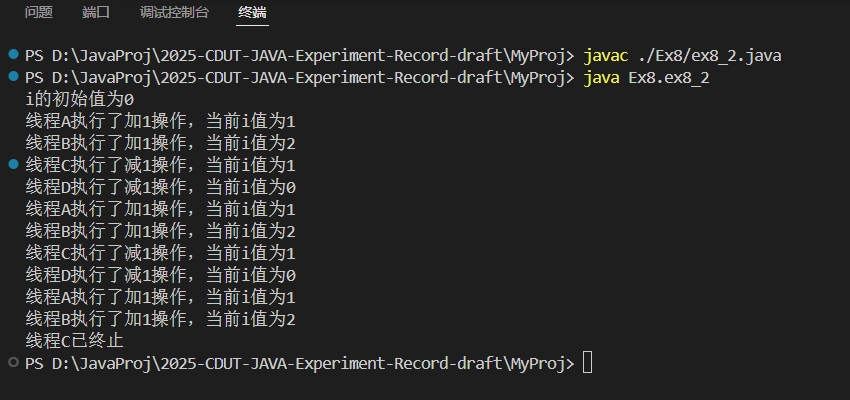 问题 端口 调试控制台 终端
PS D:\JavaProj\2025-CDUT-JAVA-Experiment-Record-draft\MyProj> javac ./Ex8/ex8_2.java
PS D:\JavaProj\2025-CDUT-JAVA-Experiment-Record-draft\MyProj> java Ex8.ex8_2
i的初始值为0
线程A执行了加1操作，当前i值为1
线程B执行了加1操作，当前i值为2
线程C执行了减1操作，当前i值为1
线程D执行了减1操作，当前i值为0
线程A执行了加1操作，当前i值为1
线程B执行了加1操作，当前i值为2
线程C执行了减1操作，当前i值为1
线程D执行了减1操作，当前i值为0
线程A执行了加1操作，当前i值为1
线程B执行了加1操作，当前i值为2
线程C已终止
PS D:\JavaProj\2025-CDUT-JAVA-Experiment-Record-draft\MyProj>